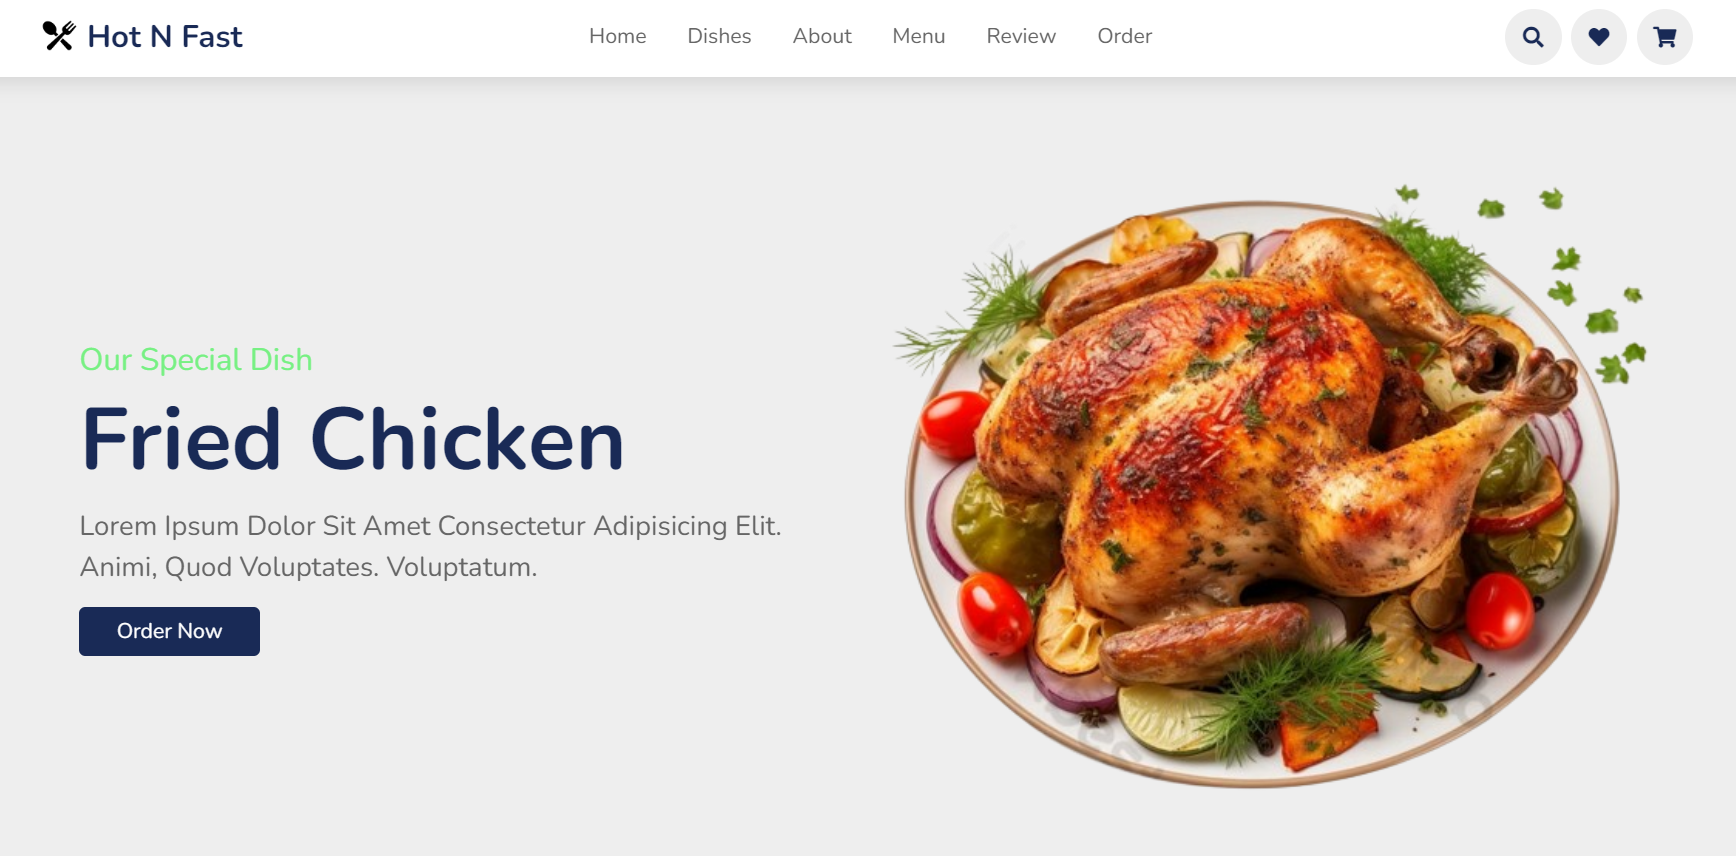 Hot N Fast
Home
Dishes
About
Menu
Review
Order
Our Special Dish
Fried Chicken
Lorem Ipsum Dolor Sit Amet Consectetur Adipisicing Elit.
Animi, Quod Voluptates. Voluptatum.
Order Now